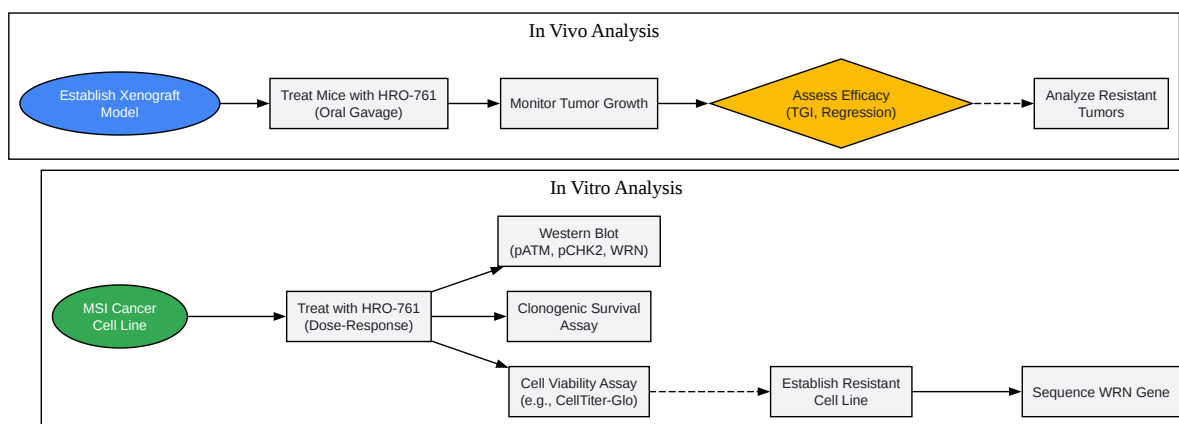 In Vivo Analysis
Establish Xenograft
Model
Treat Mice with HRO-761
(Oral Gavage)
Monitor Tumor Growth
Assess Efficacy
(TGI, Regression)
Analyze Resistant
Tumors
In Vitro Analysis
Western Blot
(pATM, pCHK2, WRN)
MSI Cancer
Cell Line
Treat with HRO-761
(Dose-Response)
Clonogenic Survival
Assay
Cell Viability Assay
(e.g., CellTiter-Glo)
Establish Resistant
Cell Line
Sequence WRN Gene